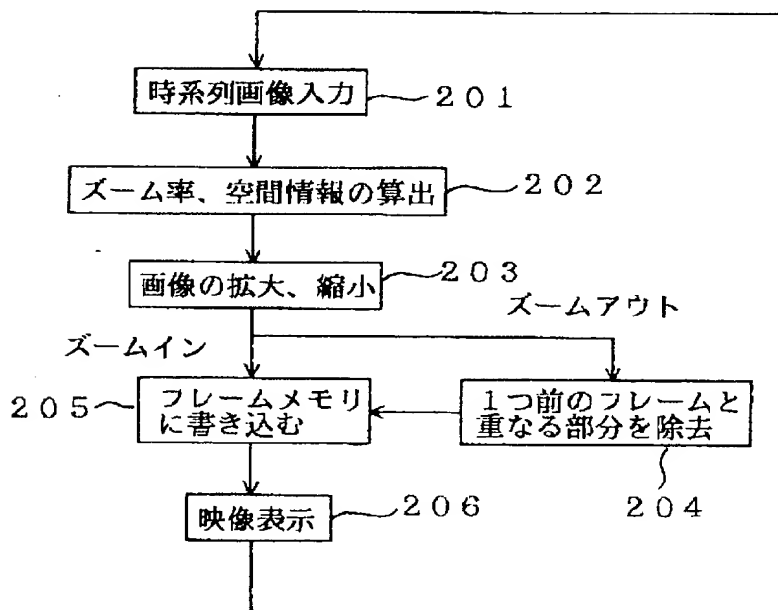 時系列画像入力
201
ズーム率、空間情報の算出
202
画像の拡大、縮小
203
ズームアウト
ズームイン
205
フレームメモリ
に書き込む
1つ前のフレームと
重なる部分を除去
204
映像表示
206